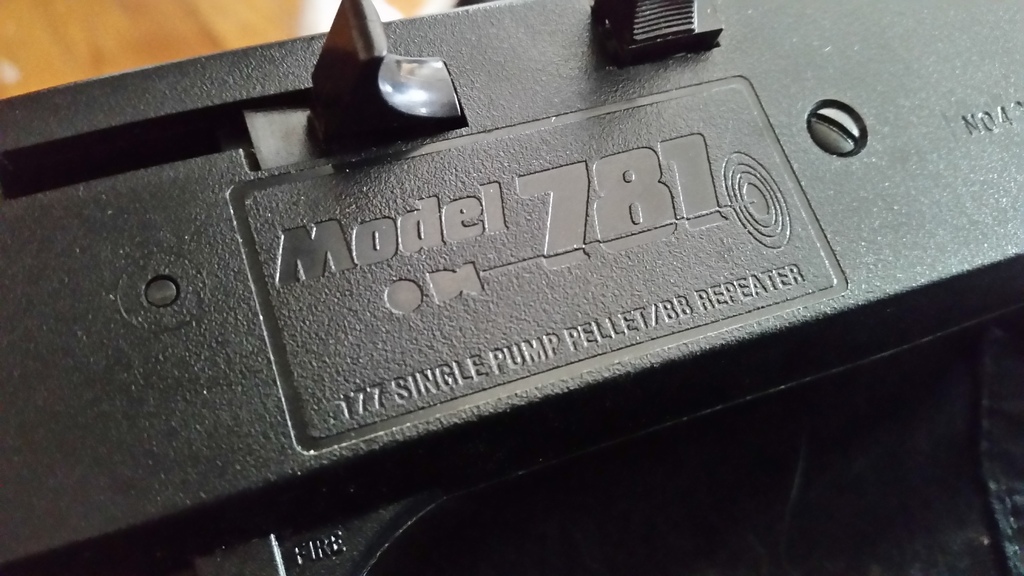 Model 781
.177 SINGLE PUMP PELLET/BB REPEATER
FIRE